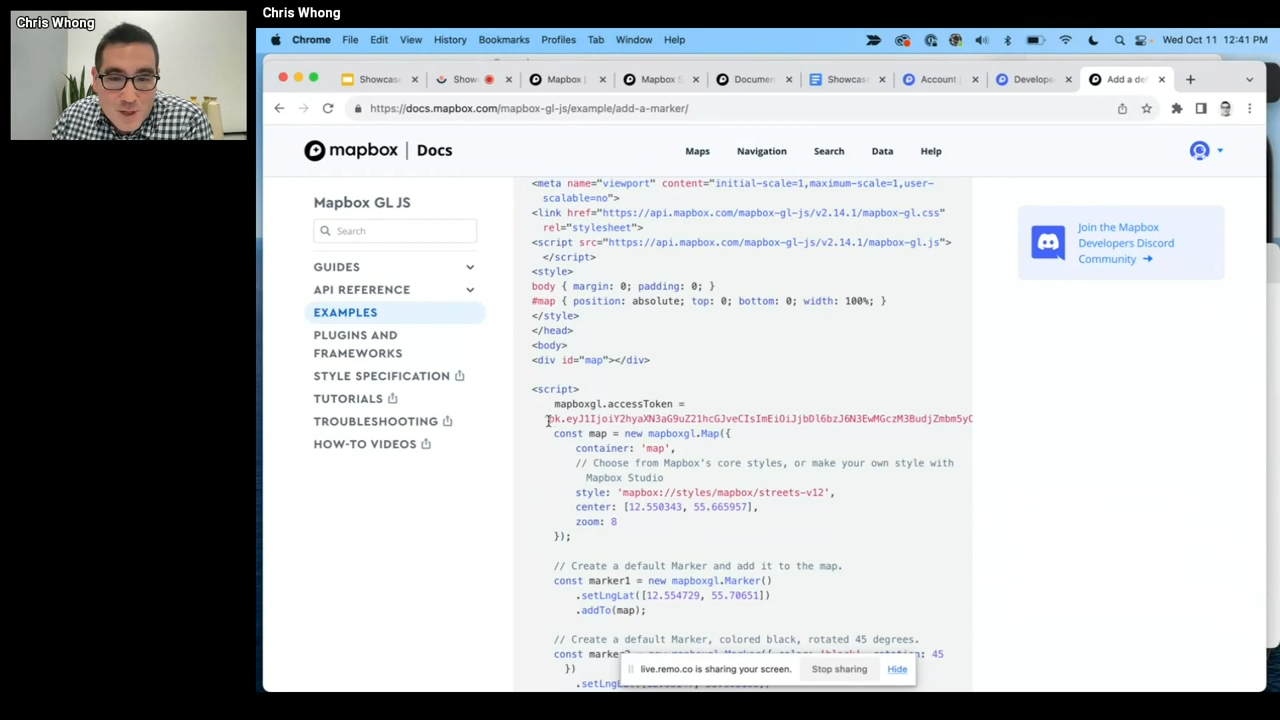 Chris Whong
Chris Whong
Chrome File Edit View History Bookmarks Profiles Tab Window Help
Wed Oct 11 12:41 PM
Showcase
Show
Mapbox
Mapbox S
Documen
Showcas
Account
Develope
Add a de
https://docs.mapbox.com/mapbox-gl-js/example/add-a-marker/
mapbox | Docs
Maps Navigation Search Data Help
Mapbox GL JS
Search
GUIDES
API REFERENCE
EXAMPLES
PLUGINS AND
FRAMEWORKS
STYLE SPECIFICATION
TUTORIALS
TROUBLESHOOTING
HOW-TO VIDEOS
<meta name="viewport" content="initial-scale=1,maximum-scale=1,user-
scalable=no">
<link href="https://api.mapbox.com/mapbox-gl-js/v2.14.1/mapbox-gl.css"
rel="stylesheet">
<script src="https://api.mapbox.com/mapbox-gl-js/v2.14.1/mapbox-gl.js">
</script>
<style>
body { margin: 0; padding: 0; }
#map { position: absolute; top: 0; bottom: 0; width: 100%; }
</style>
</head>
<body>
<div id="map"></div>
<script>
mapboxgl.accessToken =
const map = new mapboxgl.Map({
container: 'map',
// Choose from Mapbox's core styles, or make your own style with
Mapbox Studio
style: 'mapbox://styles/mapbox/streets-v12',
center: [12.550343, 55.665957],
zoom: 8
});
// Create a default Marker and add it to the map.
const marker1 = new mapboxgl.Marker()
.setLngLat([12.554729, 55.70651])
.addTo(map);
// Create a default Marker, colored black, rotated 45 degrees.
const marke 45
})
.setLng
Join the Mapbox
Developers Discord
Community →
live.remo.co is sharing your screen.
Stop sharing
Hide